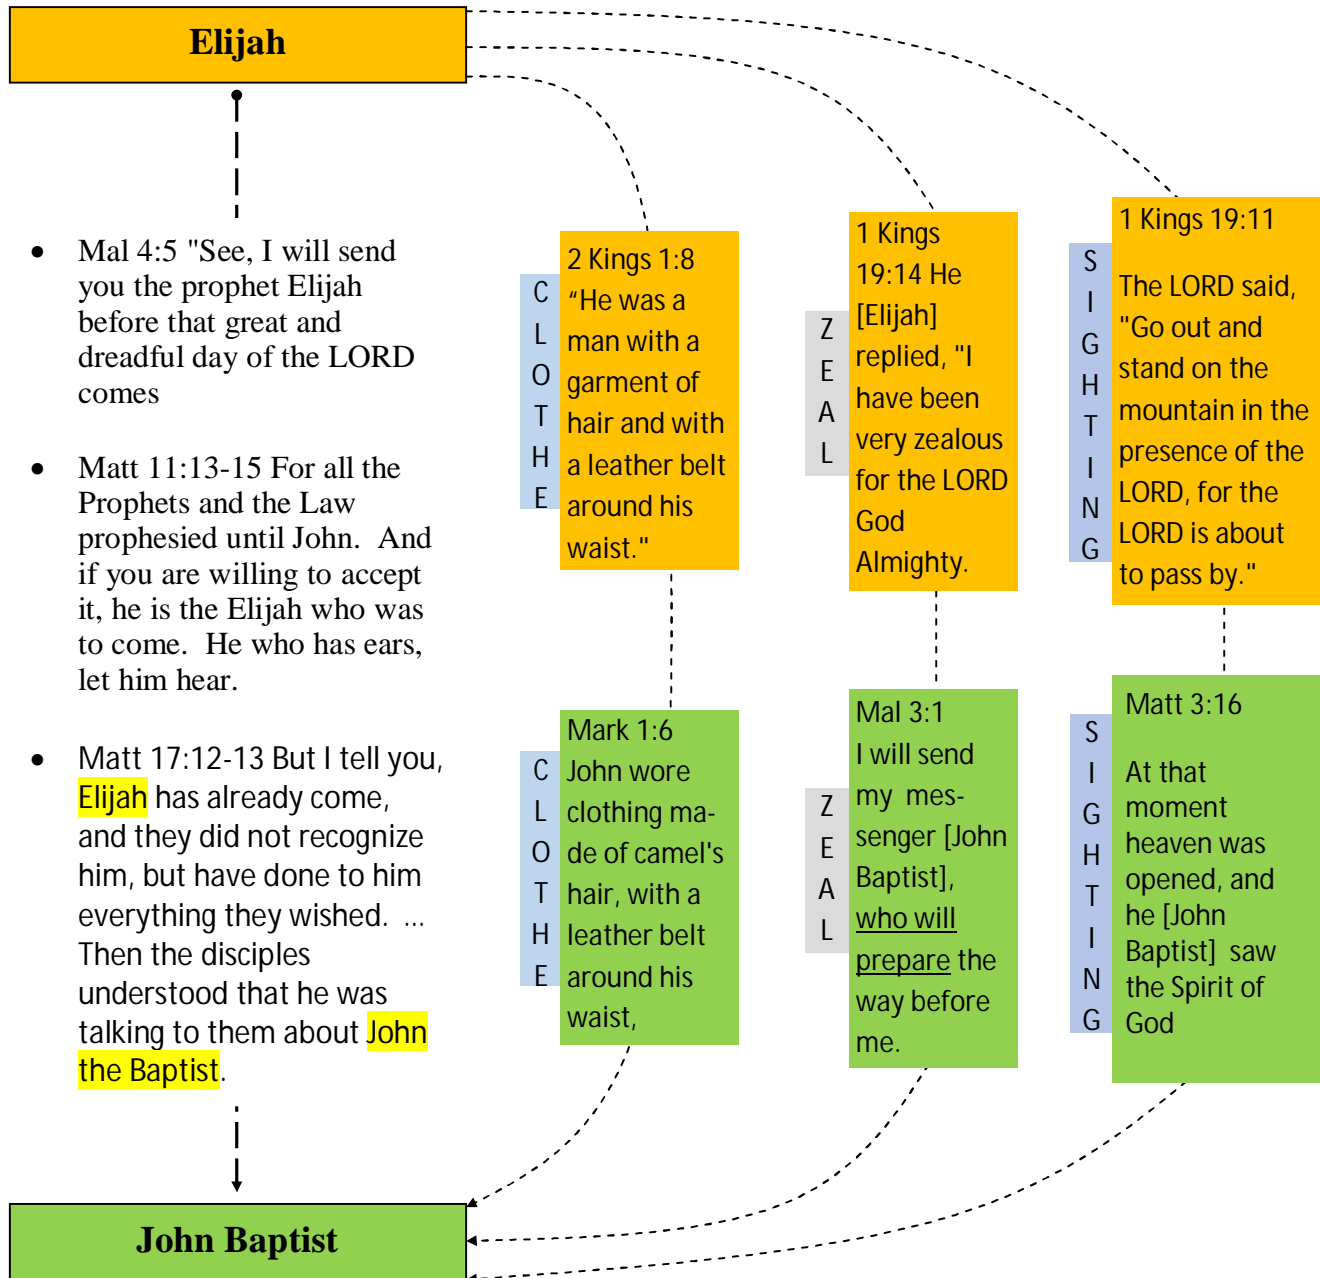 Elijah
• Mal 4:5 "See, I will send
you the prophet Elijah
before that great and
dreadful day of the LORD
comes
• Matt 11:13-15 For all the
Prophets and the Law
prophesied until John. And
if you are willing to accept
it, he is the Elijah who was
to come. He who has ears,
let him hear.
• Matt 17:12-13 But I tell you,
Elijah has already come,
and they did not recognize
him, but have done to him
everything they wished. ...
Then the disciples
understood that he was
talking to them about John
the Baptist.
C
L
O
T
H
E
2 Kings 1:8
“He was a
man with a
garment of
hair and with
a leather belt
around his
waist."
Z
E
A
L
1 Kings
19:14 He
[Elijah]
replied, "I
have been
very zealous
for the LORD
God
Almighty.
S
I
G
H
T
I
N
G
1 Kings 19:11
The LORD said,
"Go out and
stand on the
mountain in the
presence of the
LORD, for the
LORD is about
to pass by."
C
L
O
T
H
E
Mark 1:6
John wore
clothing ma-
de of camel's
hair, with a
leather belt
around his
waist,
Z
E
A
L
Mal 3:1
I will send
my mes-
senger [John
Baptist],
who will
prepare the
way before
me.
S
I
G
H
T
I
N
G
Matt 3:16
At that
moment
heaven was
opened, and
he [John
Baptist] saw
the Spirit of
God
John Baptist